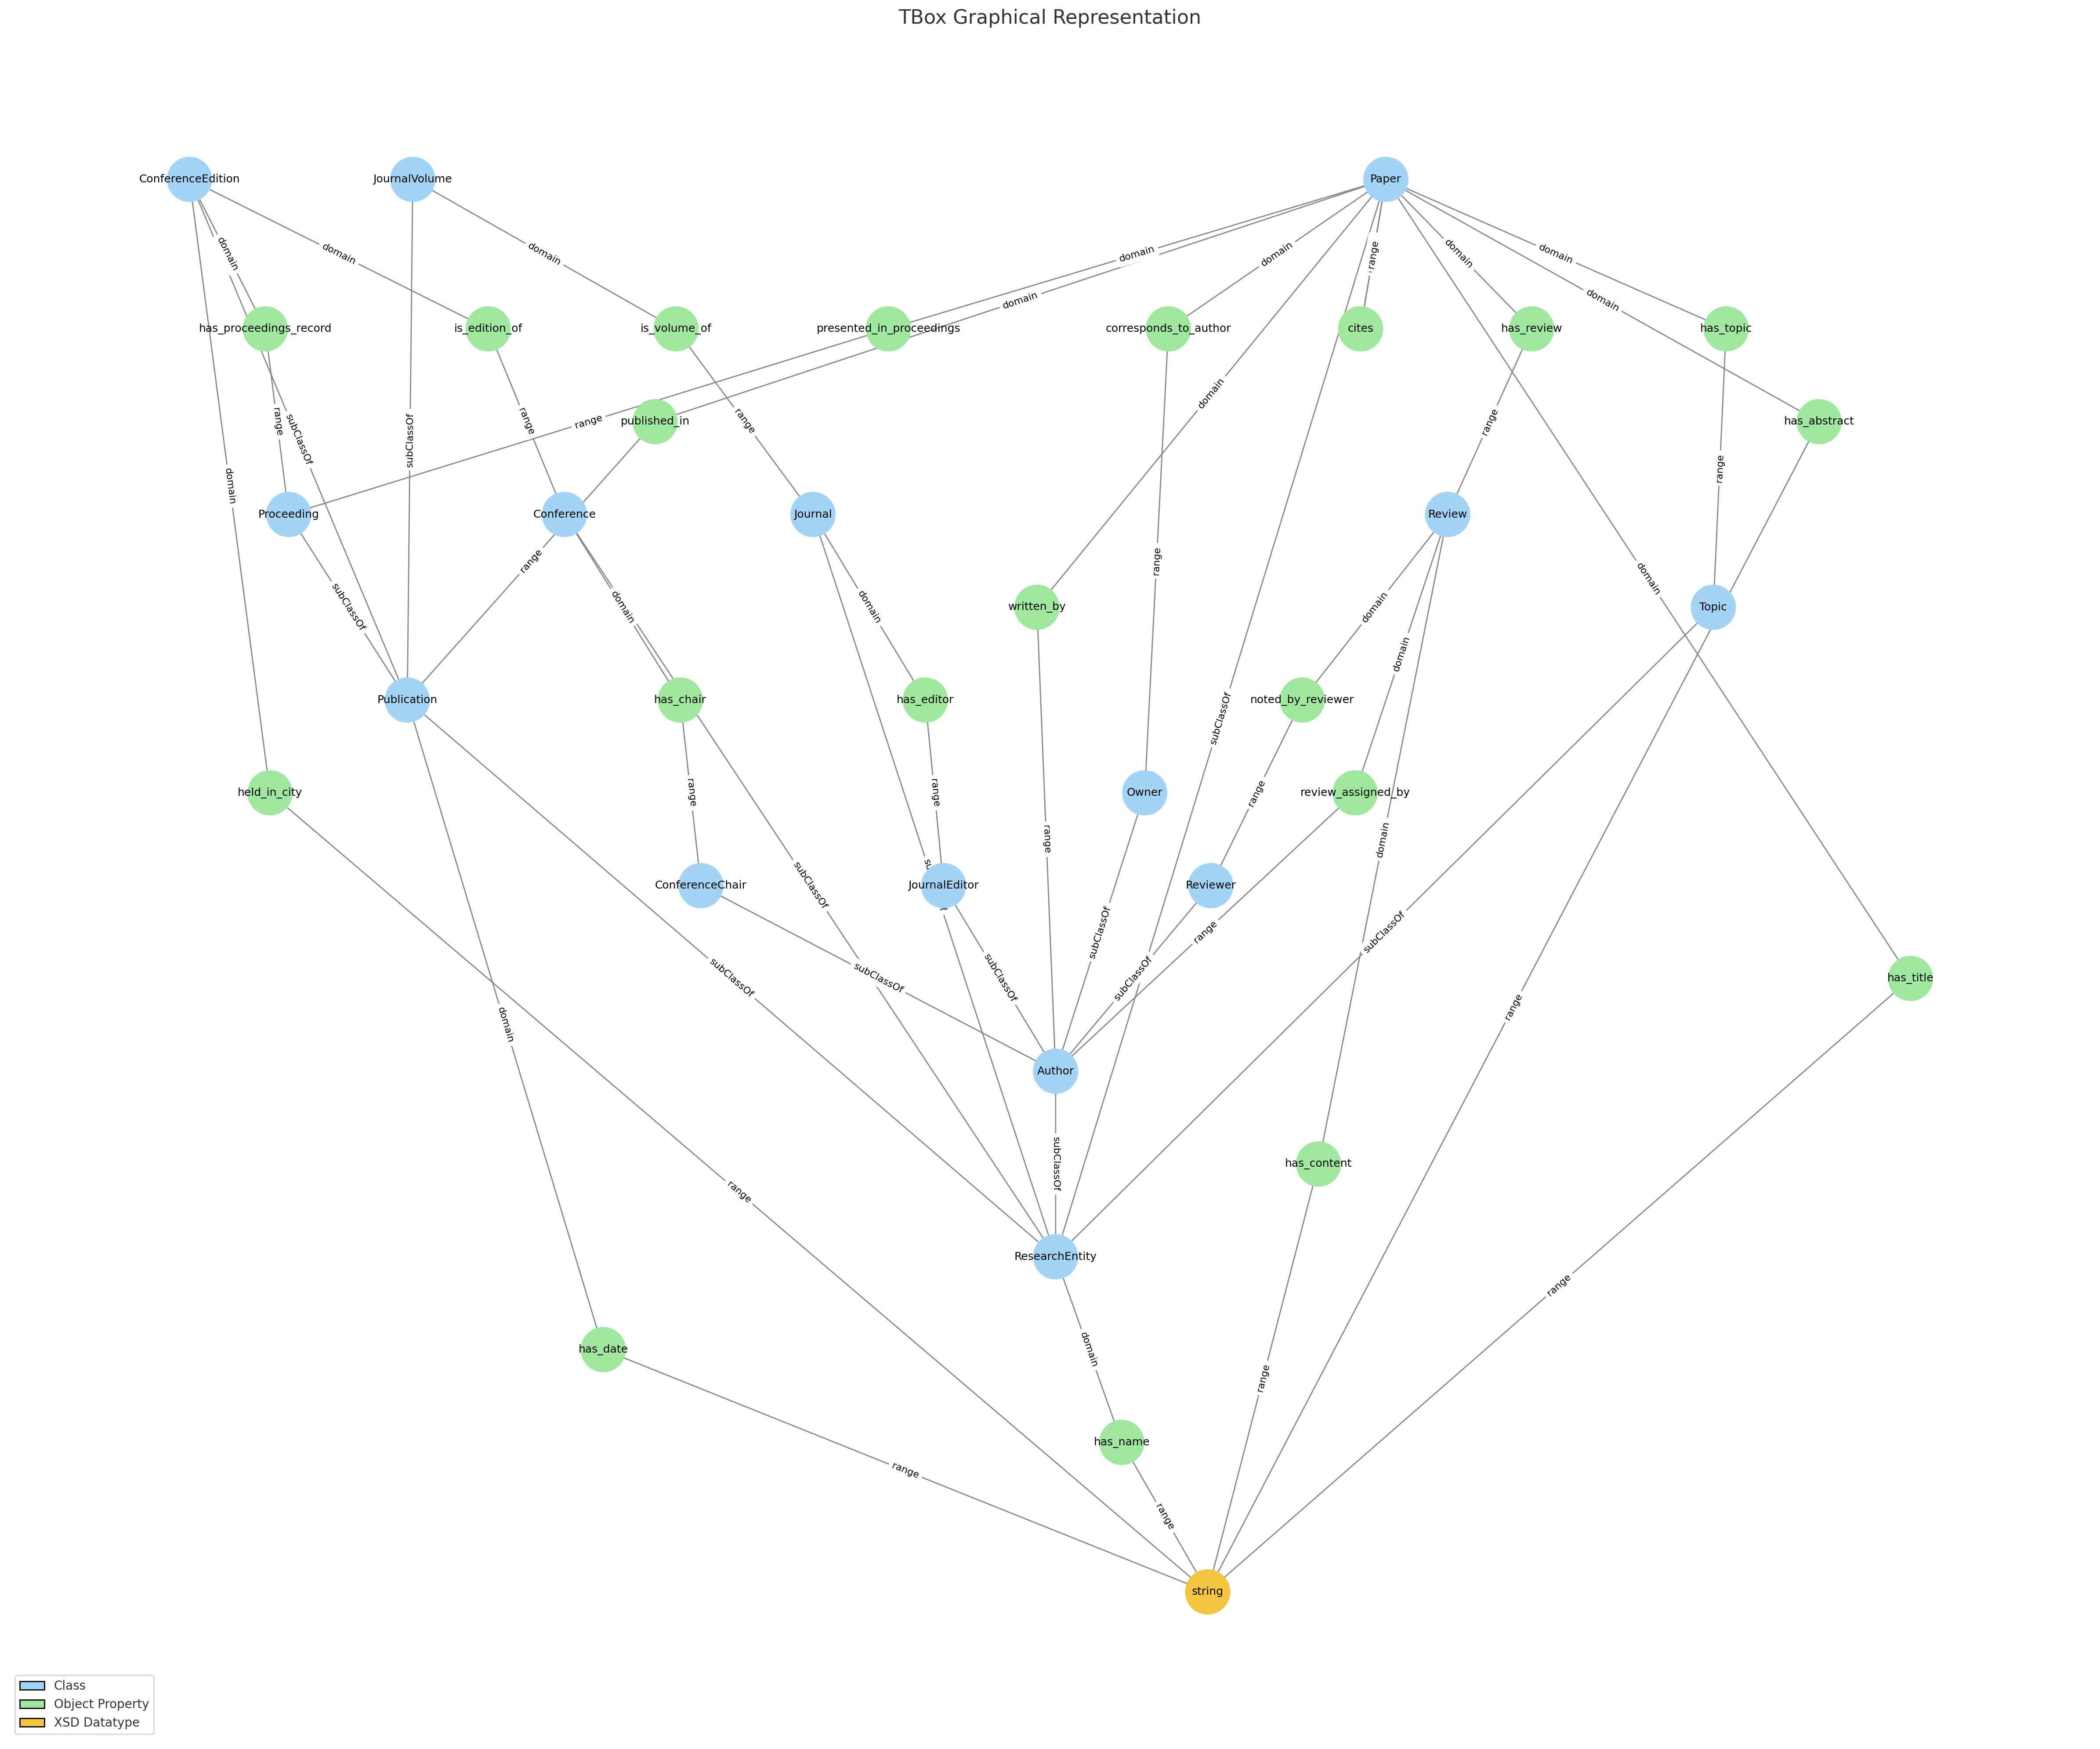 TBox Graphical Representation
ConferenceEdition
JournalVolume
Paper
domain
domain
domain
domain
domain
range
domain
domain
domain
domain
has_proceedings_record
is_edition_of
is_volume_of
presented_in_proceedings
corresponds_to_author
cites
has_review
has_topic
domain
range
range
subClassOf
subClassOf
range
range
published_in
range
has_abstract
domain
range
Proceeding
Conference
Journal
Review
range
range
domain
subClassOf
domain
domain
written_by
domain
Topic
domain
Publication
has_chair
has_editor
subClassOf
noted_by_reviewer
held_in_city
range
range
Owner
range
review_assigned_by
range
domain
ConferenceChair
subClassOf
JournalEditor
Reviewer
subClassOf
range
subClassOf
subClassOf
subClassOf
subClassOf
subClassOf
has_title
domain
range
Author
subClassOf
has_content
range
ResearchEntity
range
has_date
domain
range
has_name
range
range
string
Class
Object Property
XSD Datatype